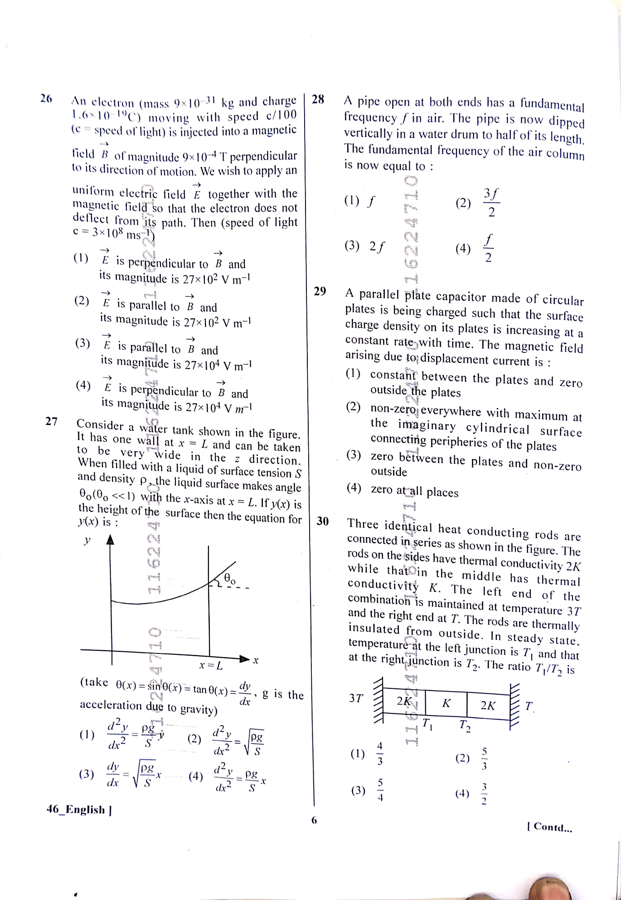 26 An electron (mass 9×10⁻³¹ kg and charge
1.6×10⁻¹⁹C) moving with speed c/100
(c = speed of light) is injected into a magnetic
field B⃗ of magnitude 9×10⁻⁴ T perpendicular
to its direction of motion. We wish to apply an
uniform electric field E⃗ together with the
magnetic field so that the electron does not
deflect from its path. Then (speed of light
c = 3×10⁸ ms⁻¹)
(1) E⃗ is perpendicular to B⃗ and
its magnitude is 27×10² V m⁻¹
(2) E⃗ is parallel to B⃗ and
its magnitude is 27×10² V m⁻¹
(3) E⃗ is parallel to B⃗ and
its magnitude is 27×10⁴ V m⁻¹
(4) E⃗ is perpendicular to B⃗ and
its magnitude is 27×10⁴ V m⁻¹
27 Consider a water tank shown in the figure.
It has one wall at x = L and can be taken
to be very wide in the z direction.
When filled with a liquid of surface tension S
and density ρ, the liquid surface makes angle
θ₀(θ₀ <<1) with the x-axis at x = L. If y(x) is
the height of the surface then the equation for
y(x) is :
y
θ₀
x = L
x
(take θ(x) = sin θ(x) = tan θ(x) = dy/dx, g is the
acceleration due to gravity)
(1) d²y/dx² = ρg/S y (2) d²y/dx² = √(ρg/S)
(3) dy/dx = √(ρg/S) x (4) d²y/dx² = ρg/S x
46_English ]
28 A pipe open at both ends has a fundamental
frequency f in air. The pipe is now dipped
vertically in a water drum to half of its length.
The fundamental frequency of the air column
is now equal to :
(1) f (2) 3f/2
(3) 2f (4) f/2
29 A parallel plate capacitor made of circular
plates is being charged such that the surface
charge density on its plates is increasing at a
constant rate with time. The magnetic field
arising due to displacement current is :
(1) constant between the plates and zero
outside the plates
(2) non-zero everywhere with maximum at
the imaginary cylindrical surface
connecting peripheries of the plates
(3) zero between the plates and non-zero
outside
(4) zero at all places
30 Three identical heat conducting rods are
connected in series as shown in the figure. The
rods on the sides have thermal conductivity 2K
while that in the middle has thermal
conductivity K. The left end of the
combination is maintained at temperature 3T
and the right end at T. The rods are thermally
insulated from outside. In steady state,
temperature at the left junction is T₁ and that
at the right junction is T₂. The ratio T₁/T₂ is
3T 2K K 2K T
T₁ T₂
(1) 4/3 (2) 5/3
(3) 5/4 (4) 3/2
6
[ Contd...
1162224710
1162224710
1162224710
1162224710